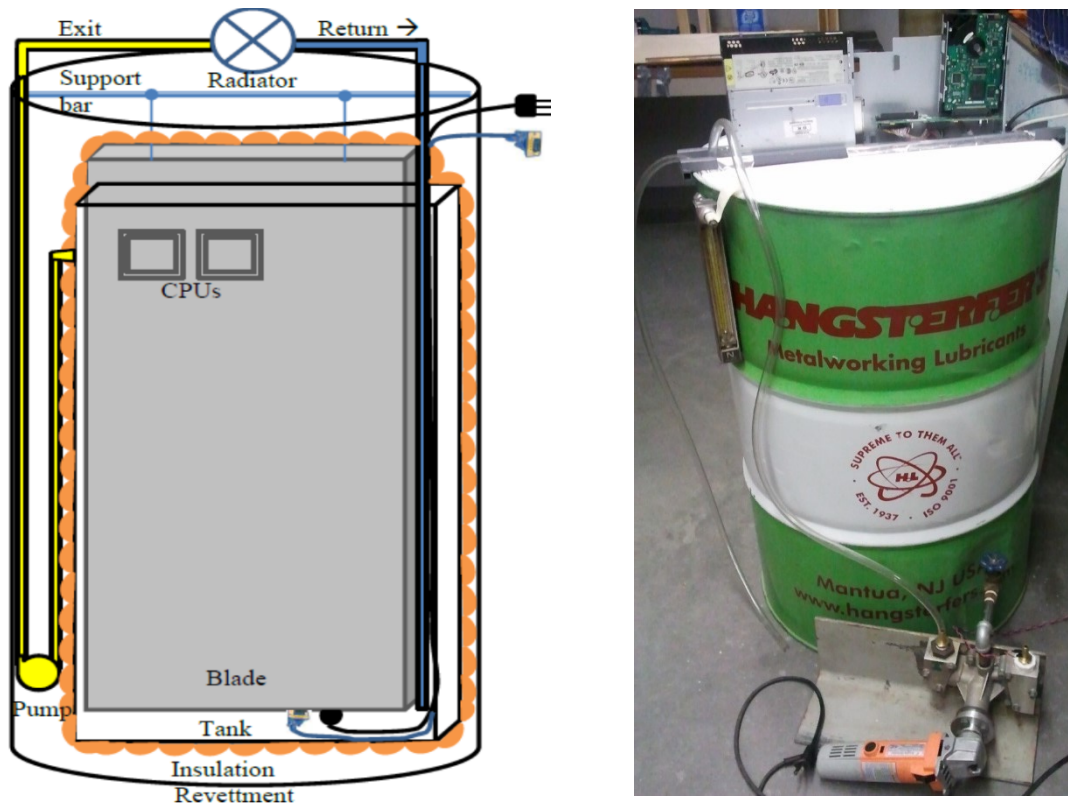 Exit
Return →
Support
bar
Radiator
CPUs
Blade
Pump
Tank
Insulation
Revettment
HANGSTERFER'S
Metalworking Lubricants
SUPREME TO THEM ALL
H&L
EST. 1937 · ISO 9001
Mantua, NJ USA
www.hangsterfers.